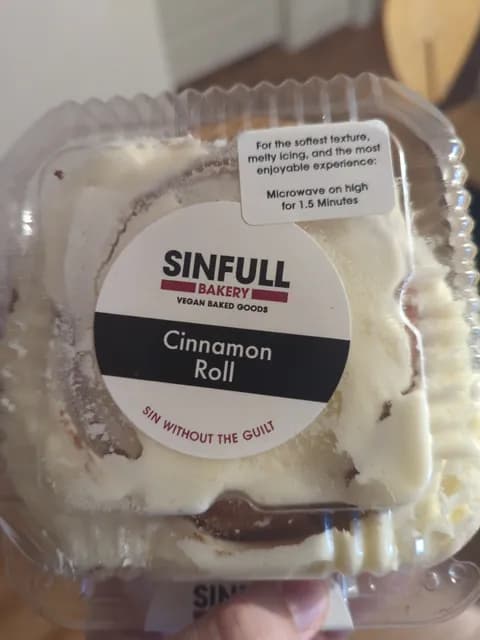 For the softest texture,
melty icing, and the most
enjoyable experience:
Microwave on high
for 1.5 Minutes
SINFULL
BAKERY
VEGAN BAKED GOODS
Cinnamon
Roll
SIN WITHOUT THE GUILT